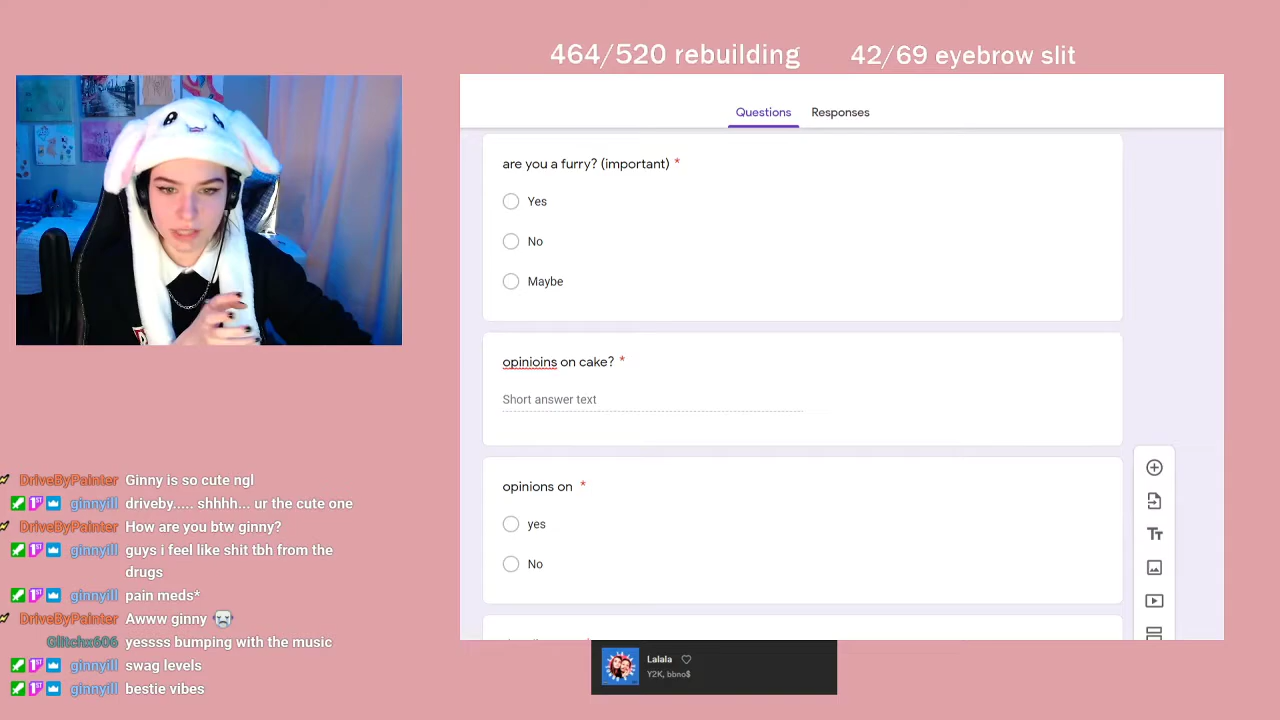 464/520 rebuilding 42/69 eyebrow slit
Questions Responses
are you a furry? (important) *
Yes
No
Maybe
opinioins on cake? *
Short answer text
opinions on *
yes
No
Tт
DriveByPainter Ginny is so cute ngl
ginnyill driveby..... shhhh... ur the cute one
DriveByPainter How are you btw ginny?
ginnyill guys i feel like shit tbh from the
drugs
ginnyill pain meds*
DriveByPainter Awww ginny
Glitchx606 yessss bumping with the music
ginnyill swag levels
ginnyill bestie vibes
Lalala
Y2K, bbno$